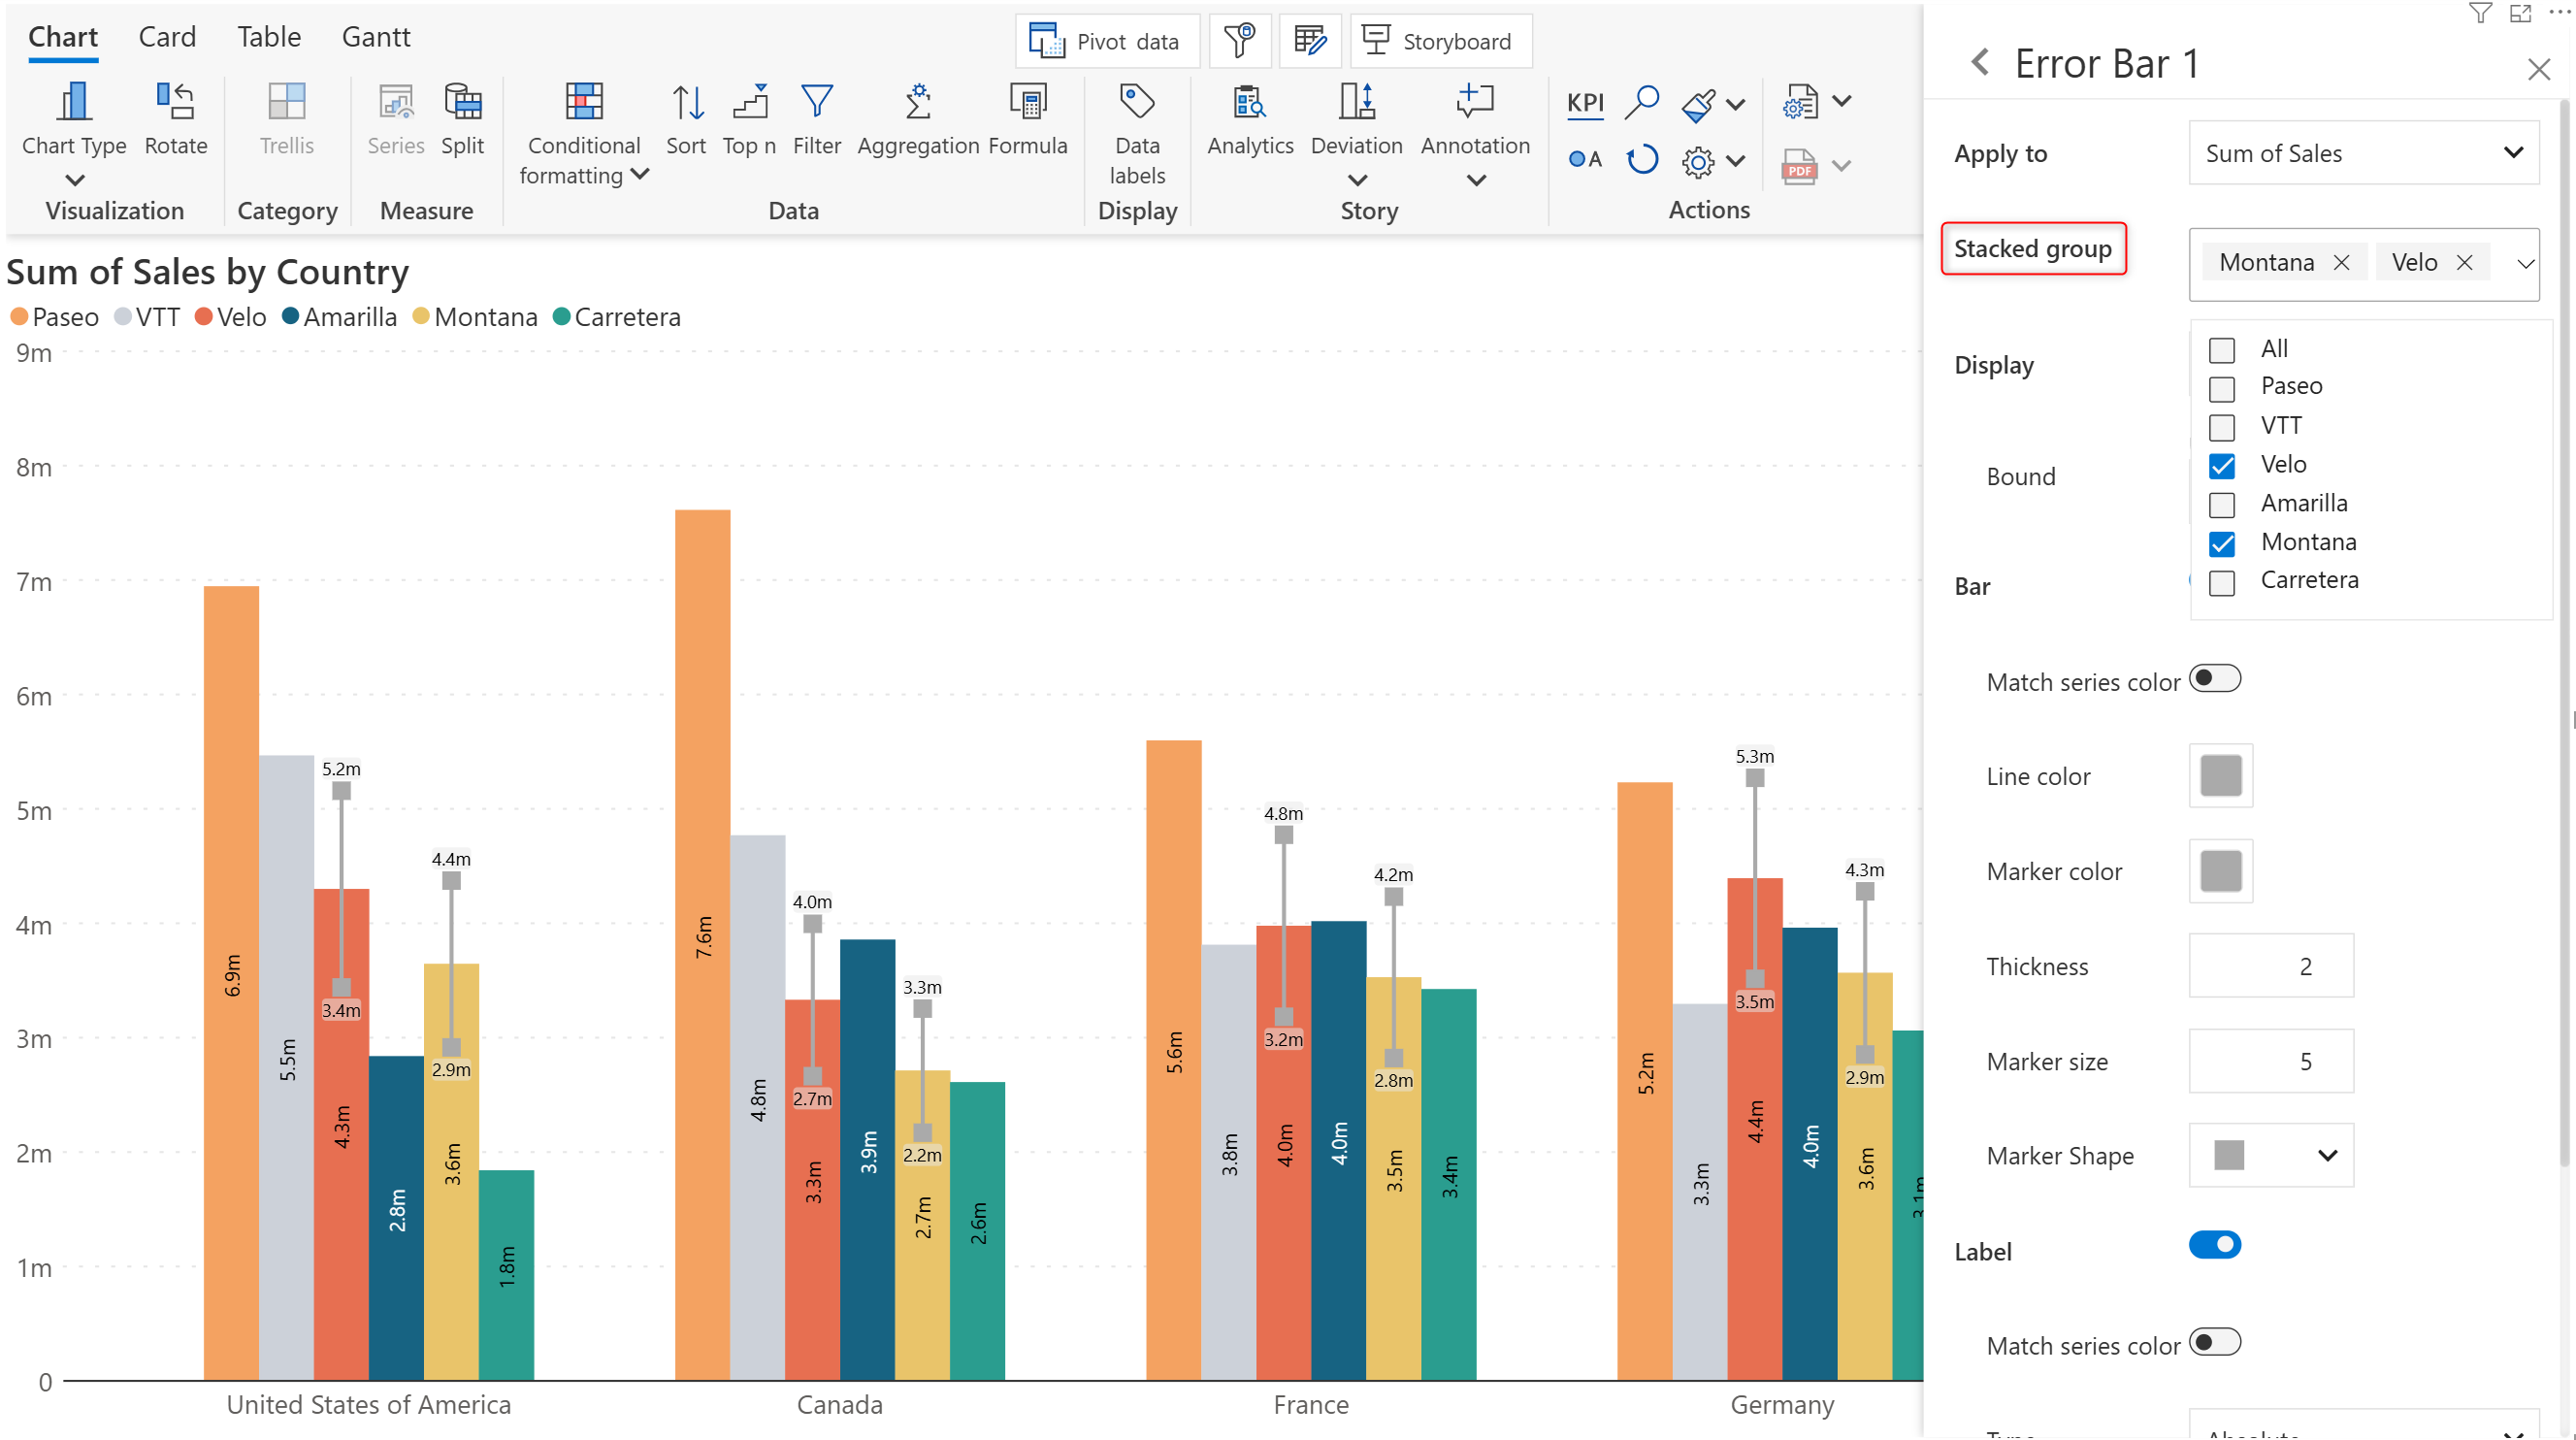 Chart Card Table Gantt
Pivot data Storyboard
Chart Type Rotate Trellis Series Split Conditional formatting Sort Top n Filter Aggregation Formula Data labels Analytics Deviation Annotation KPI A PDF
Visualization Category Measure Data Display Story Actions
Sum of Sales by Country
Paseo VTT Velo Amarilla Montana Carretera
9m
8m
7m
6m
5m
4m
3m
2m
1m
0
6.9m 5.5m 5.2m 3.4m 4.3m 2.8m 4.4m 2.9m 3.6m 1.8m
7.6m 4.8m 4.0m 2.7m 3.3m 3.9m 3.3m 2.2m 2.7m 2.6m
5.6m 3.8m 4.8m 3.2m 4.0m 4.0m 4.2m 2.8m 3.5m 3.4m
5.2m 3.3m 5.3m 3.5m 4.4m 4.0m 4.3m 2.9m 3.6m 3.1m
United States of America Canada France Germany
Error Bar 1
Apply to Sum of Sales
Stacked group Montana Velo
All
Display
Paseo
VTT
Velo
Bound
Amarilla
Montana
Bar
Carretera
Match series color
Line color
Marker color
Thickness 2
Marker size 5
Marker Shape
Label
Match series color